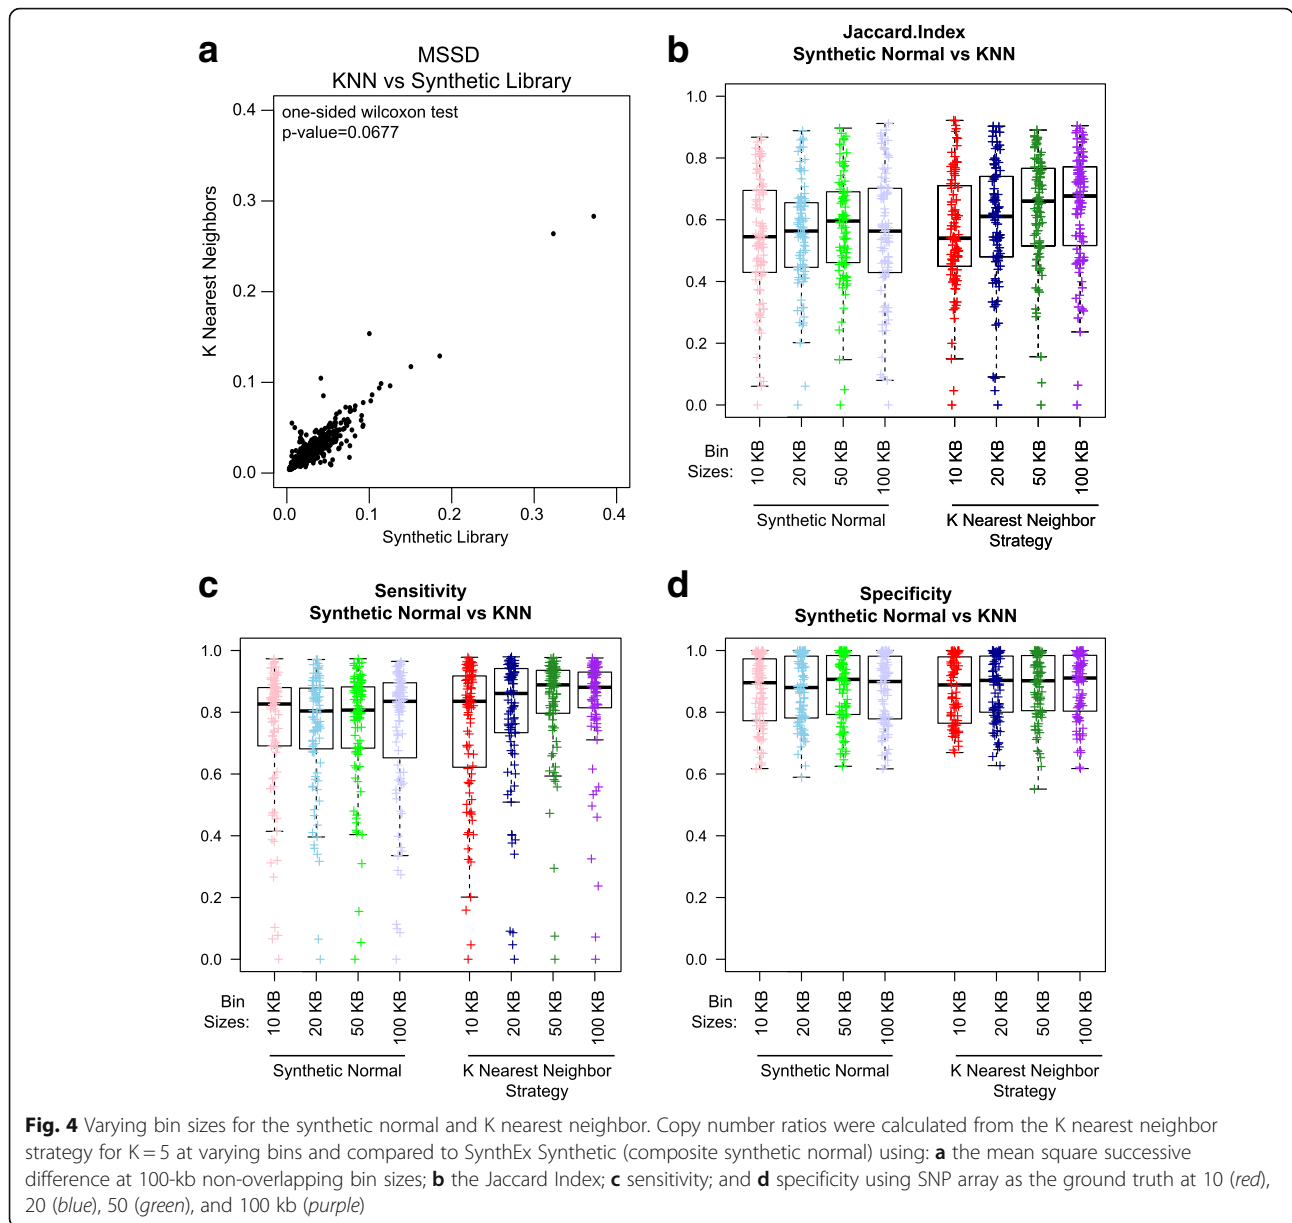 a
MSSD
KNN vs Synthetic Library
one-sided wilcoxon test
p-value=0.0677
0.4
0.3
0.2
0.1
0.0
K Nearest Neighbors
0.0 0.1 0.2 0.3 0.4
Synthetic Library
b
Jaccard.Index
Synthetic Normal vs KNN
1.0
0.8
0.6
0.4
0.2
0.0
Bin
Sizes:
10 KB 20 KB 50 KB 100 KB 10 KB 20 KB 50 KB 100 KB
Synthetic Normal K Nearest Neighbor
Strategy
c
Sensitivity
Synthetic Normal vs KNN
1.0
0.8
0.6
0.4
0.2
0.0
Bin
Sizes:
10 KB 20 KB 50 KB 100 KB 10 KB 20 KB 50 KB 100 KB
Synthetic Normal K Nearest Neighbor
Strategy
d
Specificity
Synthetic Normal vs KNN
1.0
0.8
0.6
0.4
0.2
0.0
Bin
Sizes:
10 KB 20 KB 50 KB 100 KB 10 KB 20 KB 50 KB 100 KB
Synthetic Normal K Nearest Neighbor
Strategy
Fig. 4 Varying bin sizes for the synthetic normal and K nearest neighbor. Copy number ratios were calculated from the K nearest neighbor
strategy for K = 5 at varying bins and compared to SynthEx Synthetic (composite synthetic normal) using: a the mean square successive
difference at 100-kb non-overlapping bin sizes; b the Jaccard Index; c sensitivity; and d specificity using SNP array as the ground truth at 10 (red),
20 (blue), 50 (green), and 100 kb (purple)